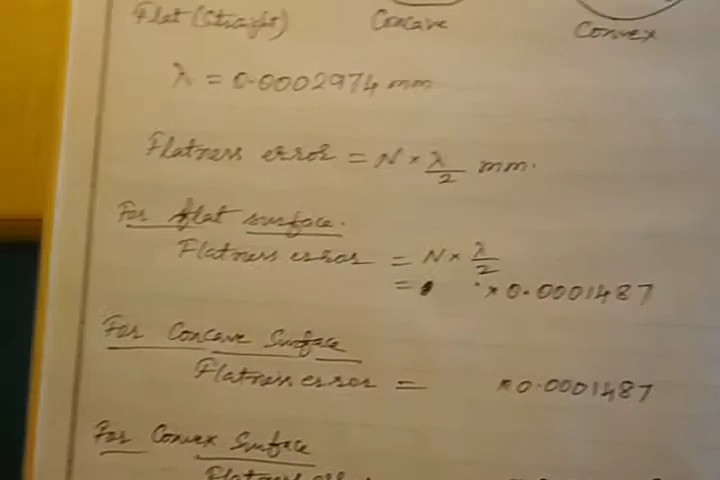 Flat (Straight) Concave Convex
λ = 0.0002974 mm
Flatness error = N × λ/2 mm.
For flat surface.
Flatness error = N × λ/2
= × 0.0001487
For Concave Surface
Flatness error = × 0.0001487
For Convex Surface